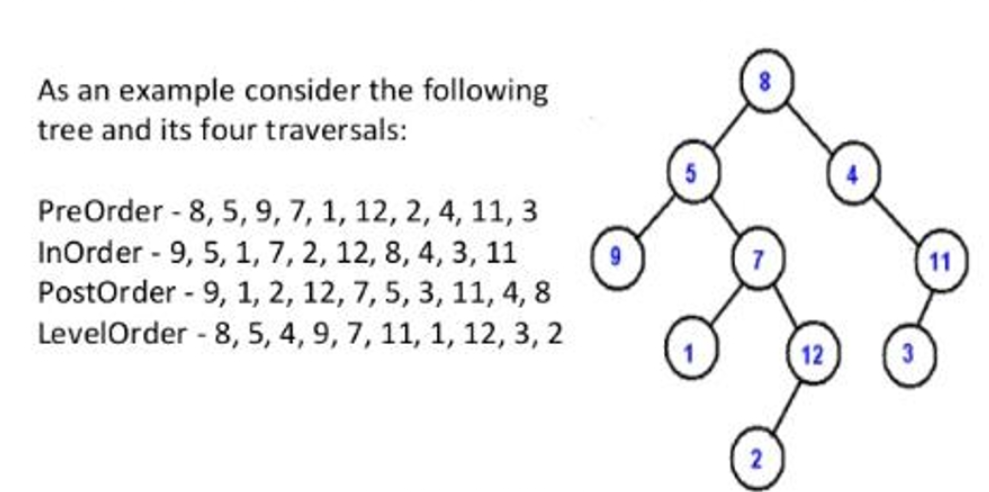 As an example consider the following
tree and its four traversals:
PreOrder - 8, 5, 9, 7, 1, 12, 2, 4, 11, 3
InOrder - 9, 5, 1, 7, 2, 12, 8, 4, 3, 11
PostOrder - 9, 1, 2, 12, 7, 5, 3, 11, 4, 8
LevelOrder - 8, 5, 4, 9, 7, 11, 1, 12, 3, 2
8
5
4
9
7
11
1
12
3
2